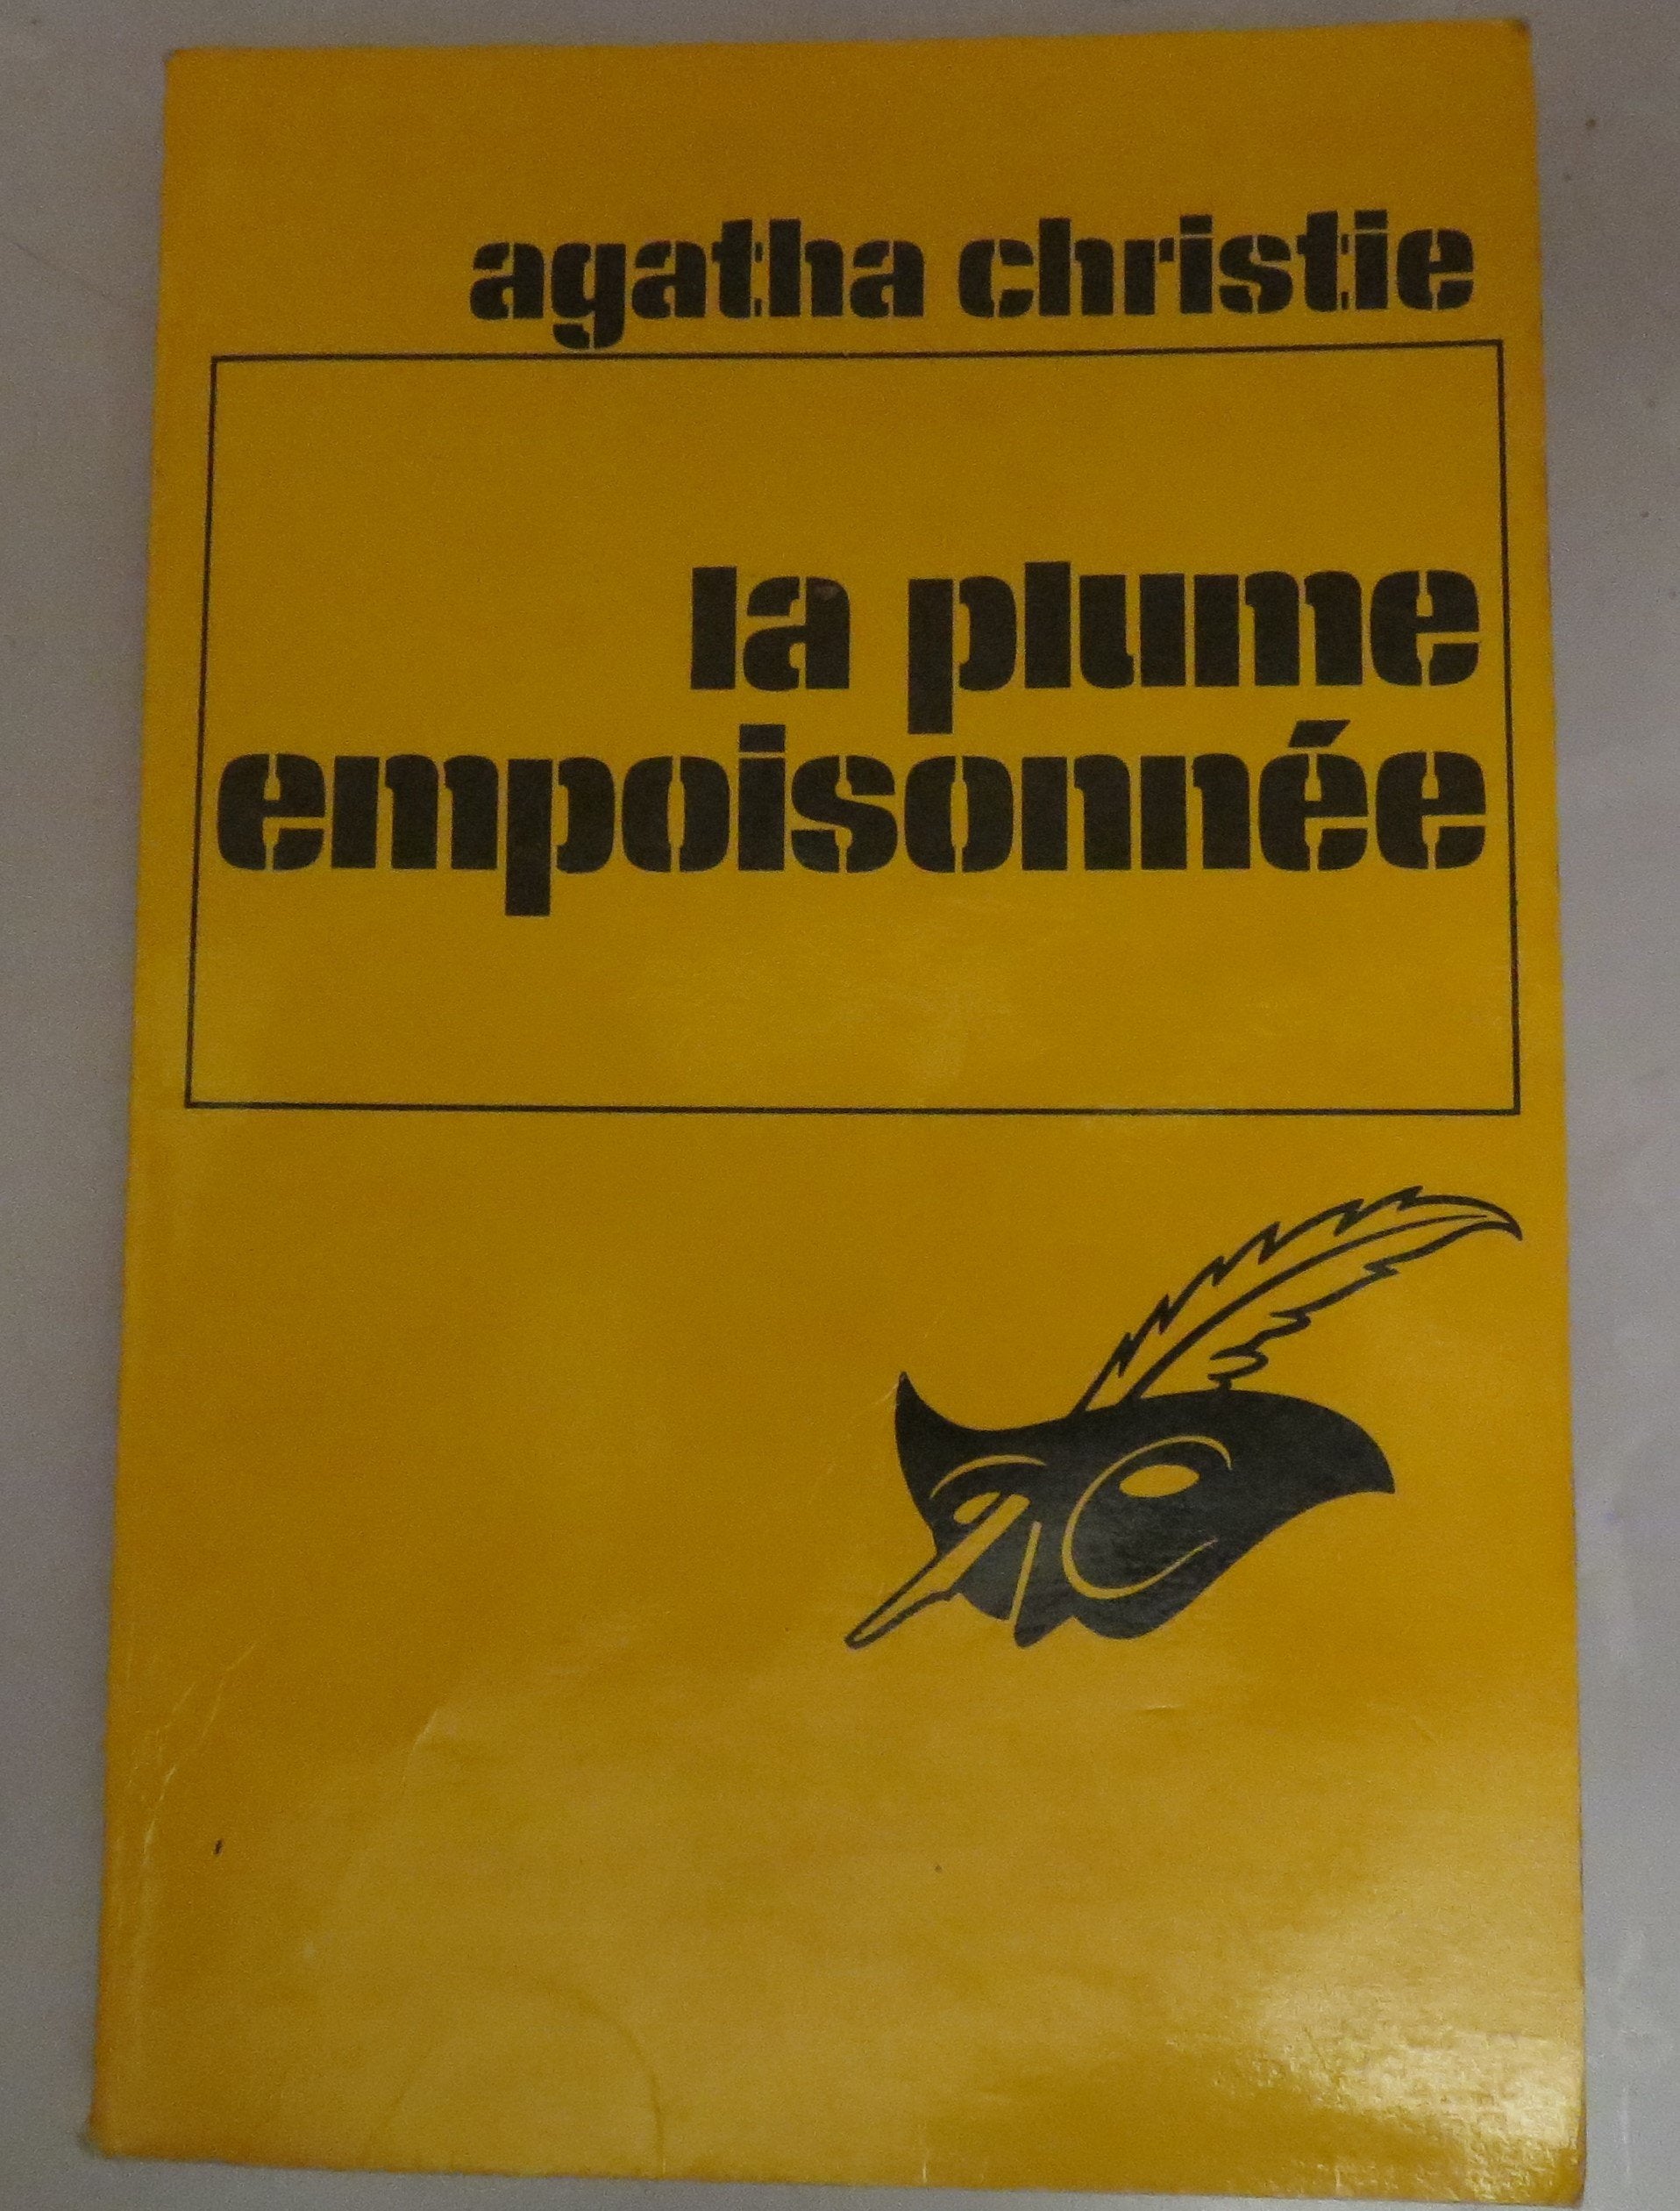 agatha christie
la plume
empoisonnée